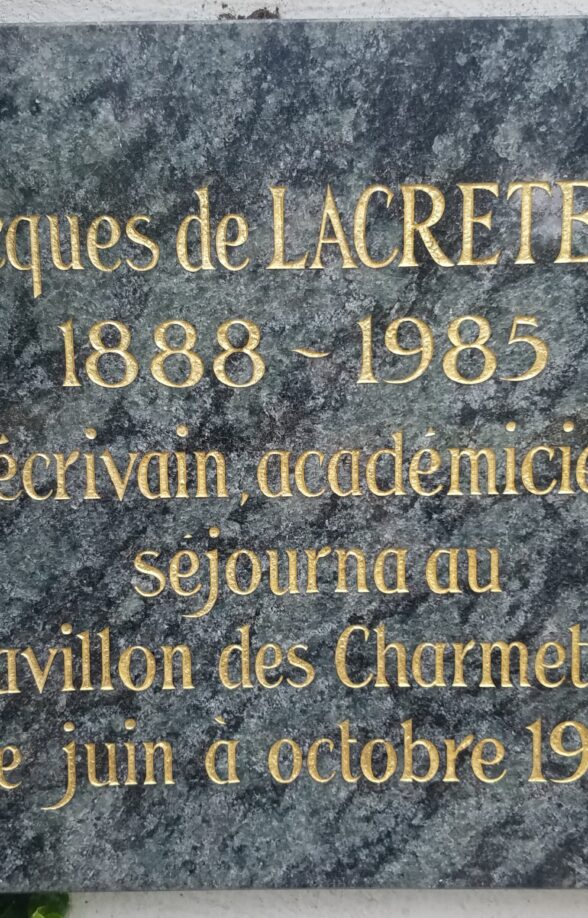 cques de LACRETE
1888 ~ 1985
écrivain, académicie
séjourna au
avillon des Charmet
e juin à octobre 19